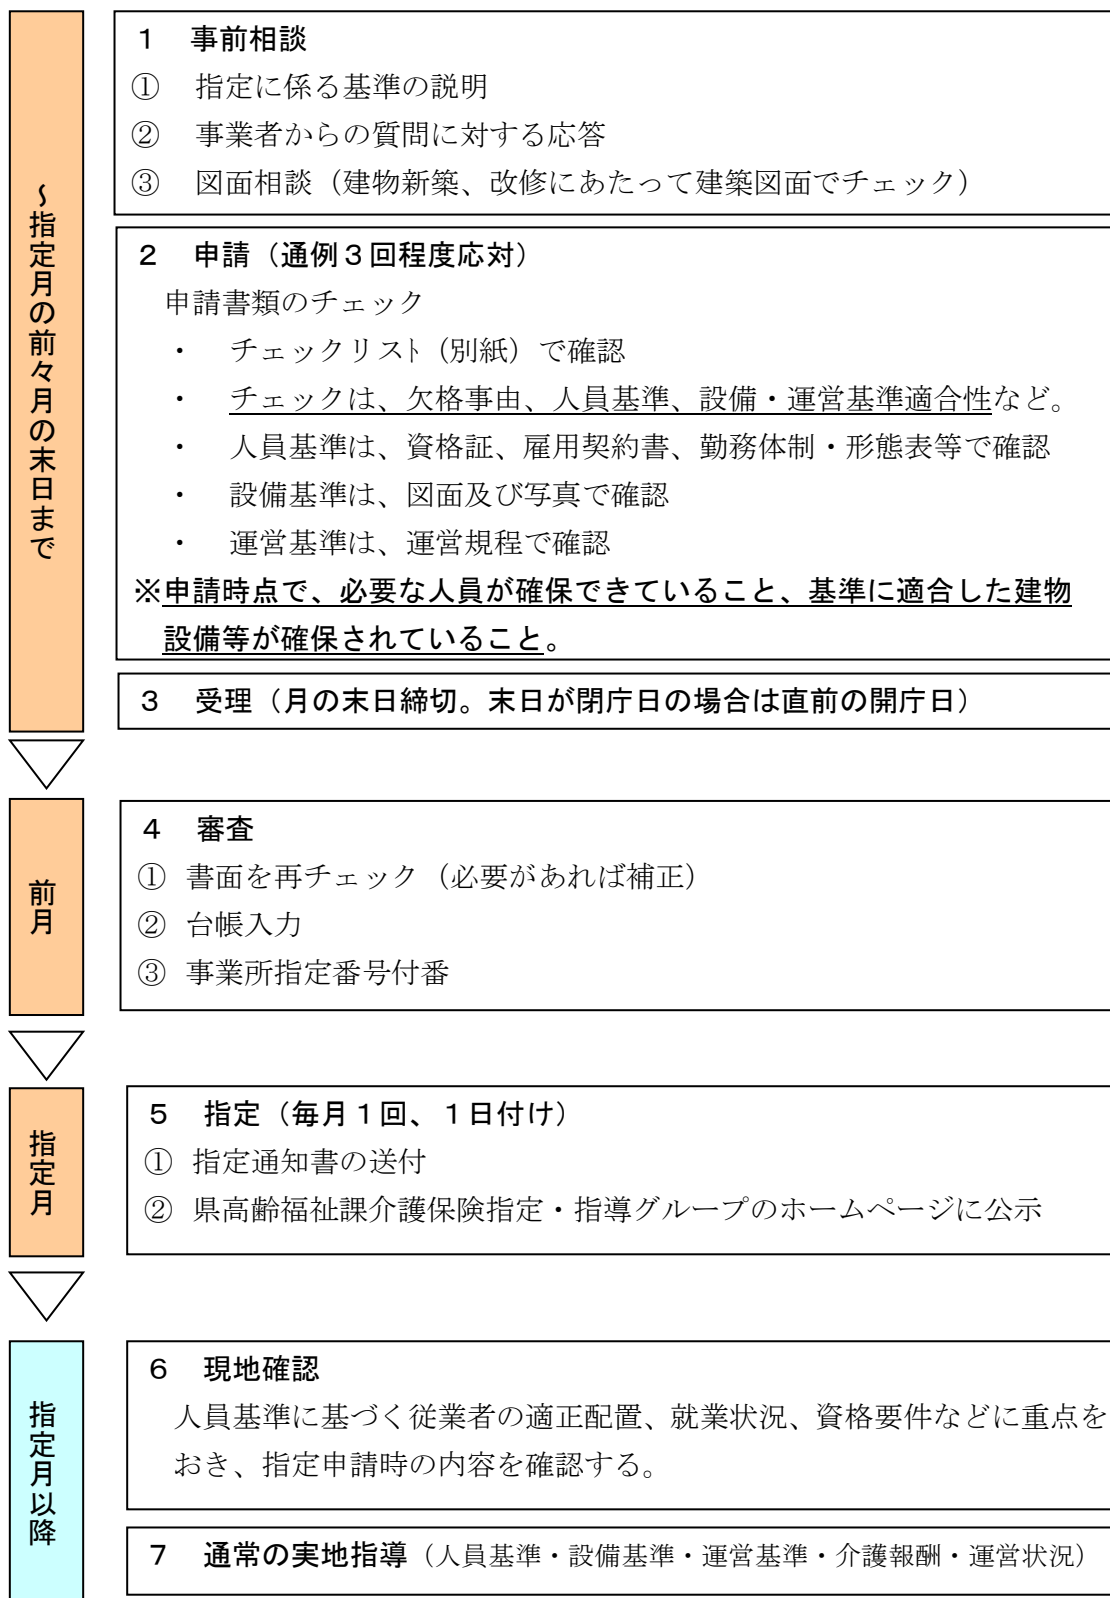 ～指定月の前々月の末日まで
１　事前相談
①　指定に係る基準の説明
②　事業者からの質問に対する応答
③　図面相談（建物新築、改修にあたって建築図面でチェック）
２　申請（通例３回程度応対）
申請書類のチェック
・　チェックリスト（別紙）で確認
・　チェックは、欠格事由、人員基準、設備・運営基準適合性など。
・　人員基準は、資格証、雇用契約書、勤務体制・形態表等で確認
・　設備基準は、図面及び写真で確認
・　運営基準は、運営規程で確認
※申請時点で、必要な人員が確保できていること、基準に適合した建物
設備等が確保されていること。
３　受理（月の末日締切。末日が閉庁日の場合は直前の開庁日）
前月
４　審査
①　書面を再チェック（必要があれば補正）
②　台帳入力
③　事業所指定番号付番
指定月
５　指定（毎月１回、１日付け）
①　指定通知書の送付
②　県高齢福祉課介護保険指定・指導グループのホームページに公示
指定月以降
６　現地確認
人員基準に基づく従業者の適正配置、就業状況、資格要件などに重点を
おき、指定申請時の内容を確認する。
７　通常の実地指導（人員基準・設備基準・運営基準・介護報酬・運営状況）